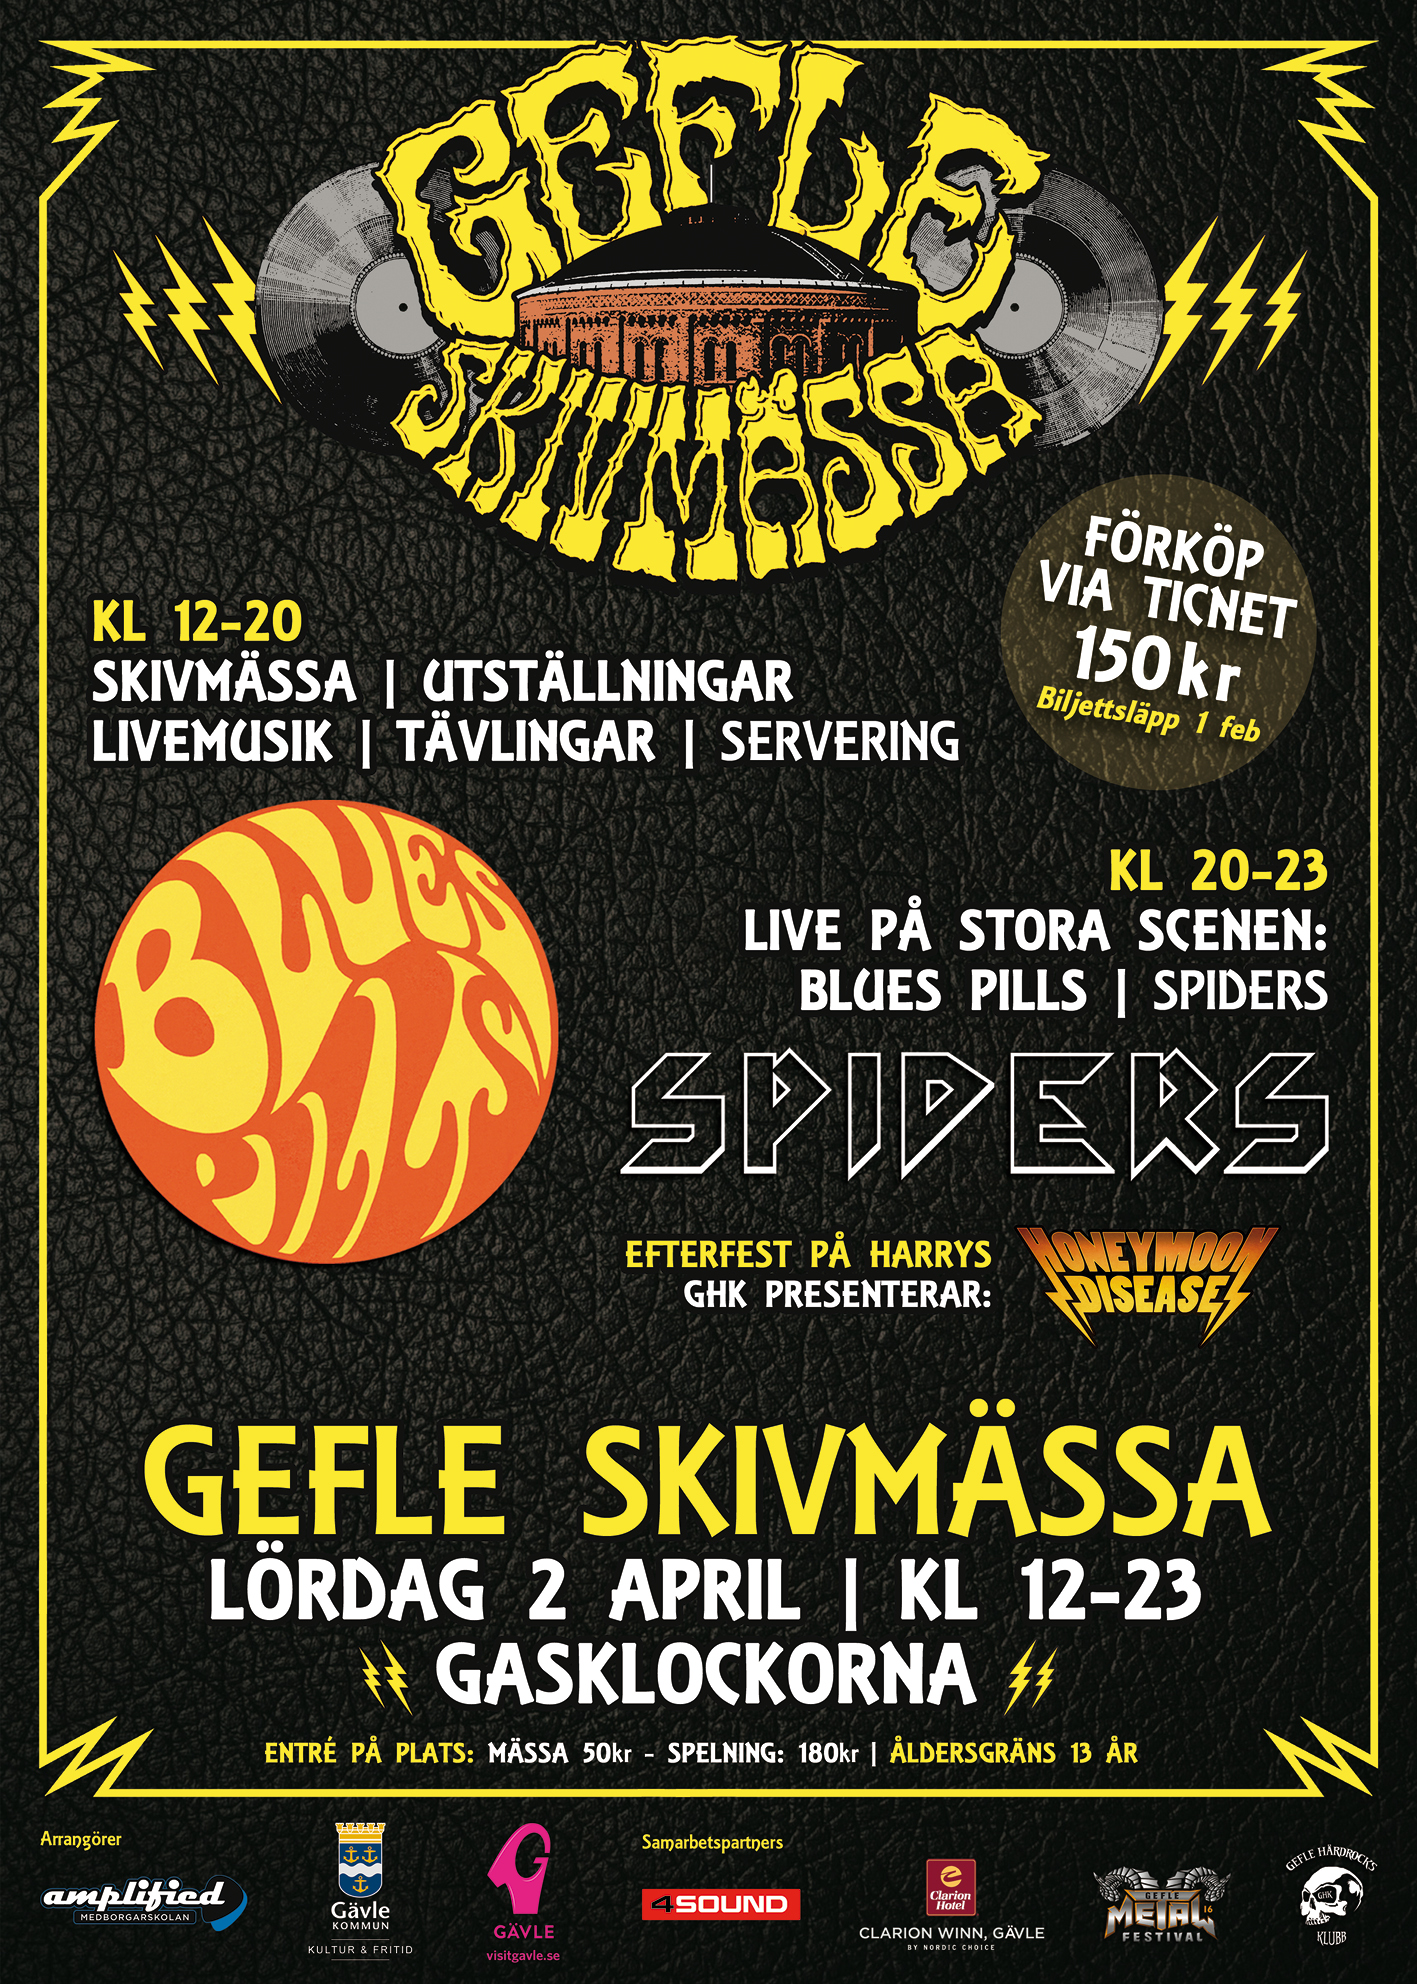 GEFLE
SKIVMÄSSA
FÖRKÖP
VIA TICNET
150kr
Biljettsläpp 1 feb
KL 12-20
SKIVMÄSSA | UTSTÄLLNINGAR
LIVEMUSIK | TÄVLINGAR | SERVERING
BLUES
PILLS
KL 20-23
LIVE PÅ STORA SCENEN:
BLUES PILLS | SPIDERS
SPIDERS
EFTERFEST PÅ HARRYS
GHK PRESENTERAR:
HONEYMOON
DISEASE
GEFLE SKIVMÄSSA
LÖRDAG 2 APRIL | KL 12-23
GASKLOCKORNA
ENTRÉ PÅ PLATS: MÄSSA 50kr - SPELNING: 180kr | ÅLDERSGRÄNS 13 ÅR
Arrangörer
amplified
MEDBORGARSKOLAN
Gävle
KOMMUN
KULTUR & FRITID
G
GÄVLE
visitgavle.se
Samarbetspartners
4SOUND
Clarion
Hotel
CLARION WINN, GÄVLE
BY NORDIC CHOICE
GEFLE
METAL 16
FESTIVAL
GEFLE HÅRDROCKS
GHK
KLUBB